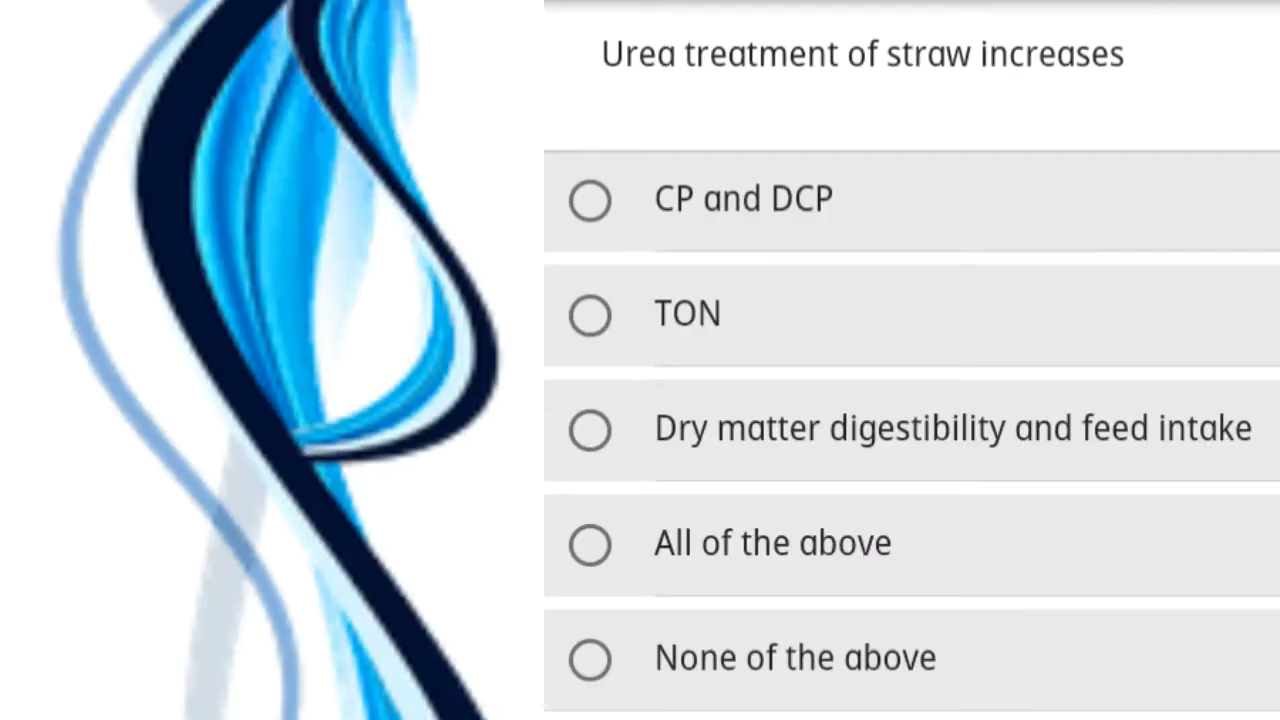 Urea treatment of straw increases
CP and DCP
TON
Dry matter digestibility and feed intake
All of the above
None of the above